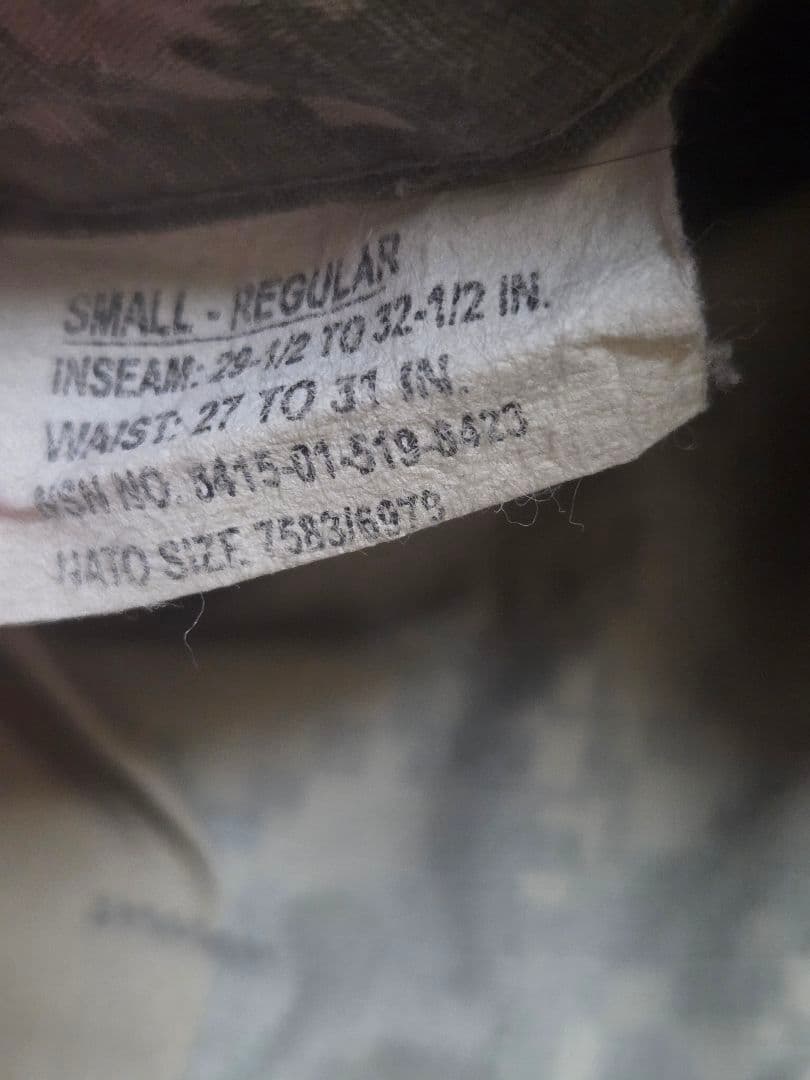 SMALL - REGULAR
INSEAM: 29-1/2 TO 32-1/2 IN.
WAIST: 27 TO 31 IN.
NSN NO. 8415-01-519-8423
NATO SIZE. 7583/6979